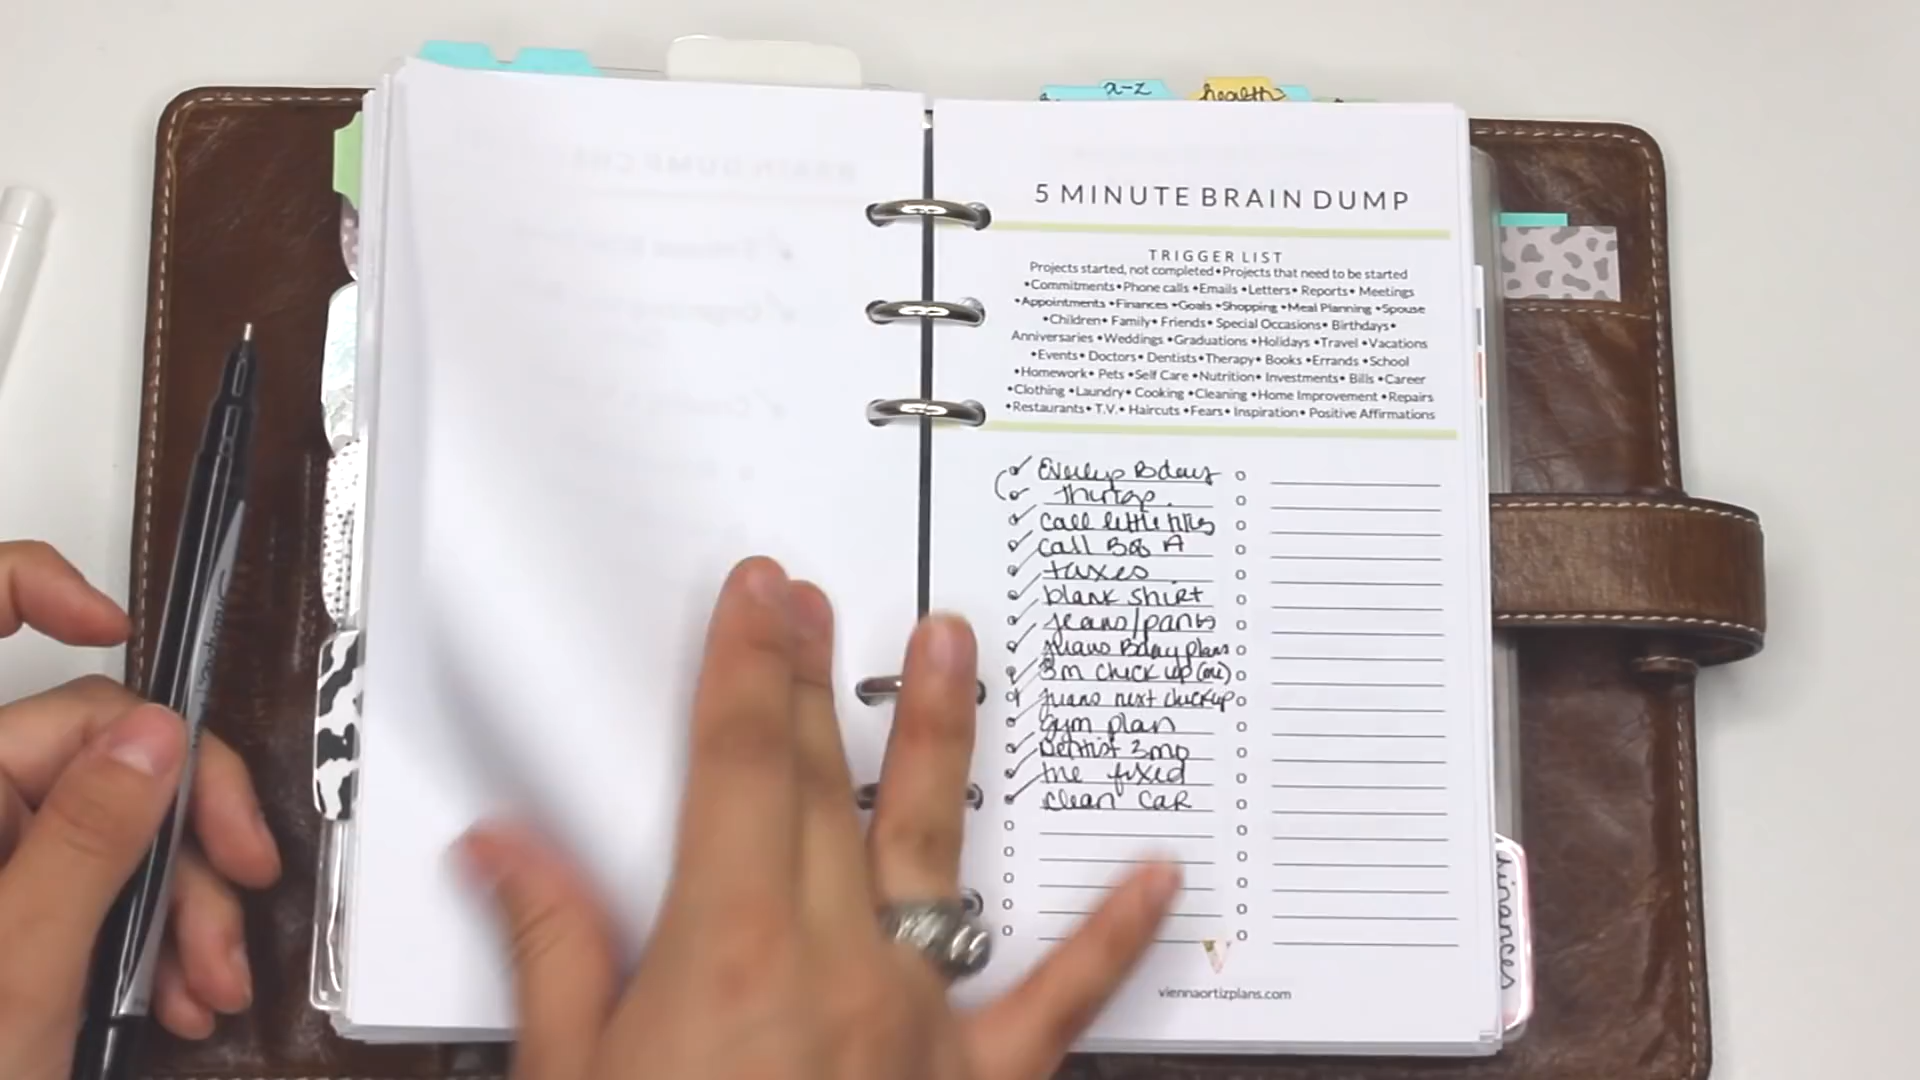 a-z
health
5 MINUTE BRAIN DUMP
TRIGGER LIST
Projects started, not completed•Projects that need to be started
•Commitments•Phone calls •Emails •Letters• Reports• Meetings
•Appointments •Finances •Goals •Shopping •Meal Planning •Spouse
•Children• Family• Friends• Special Occasions• Birthdays•
Anniversaries •Weddings •Graduations •Holidays •Travel •Vacations
•Events• Doctors• Dentists•Therapy• Books •Errands •School
•Homework• Pets •Self Care •Nutrition• Investments• Bills •Career
•Clothing •Laundry• Cooking •Cleaning •Home Improvement •Repairs
•Restaurants• T.V.• Haircuts •Fears• Inspiration• Positive Affirmations
Bday
call little
call Bob A
taxes
blank shirt
jeans/pants
Juans Bday plans
3m check up (me)
Juans next checkup
gym plan
Dentist 3mo
fixed
clean car
viennaortizplans.com
finances